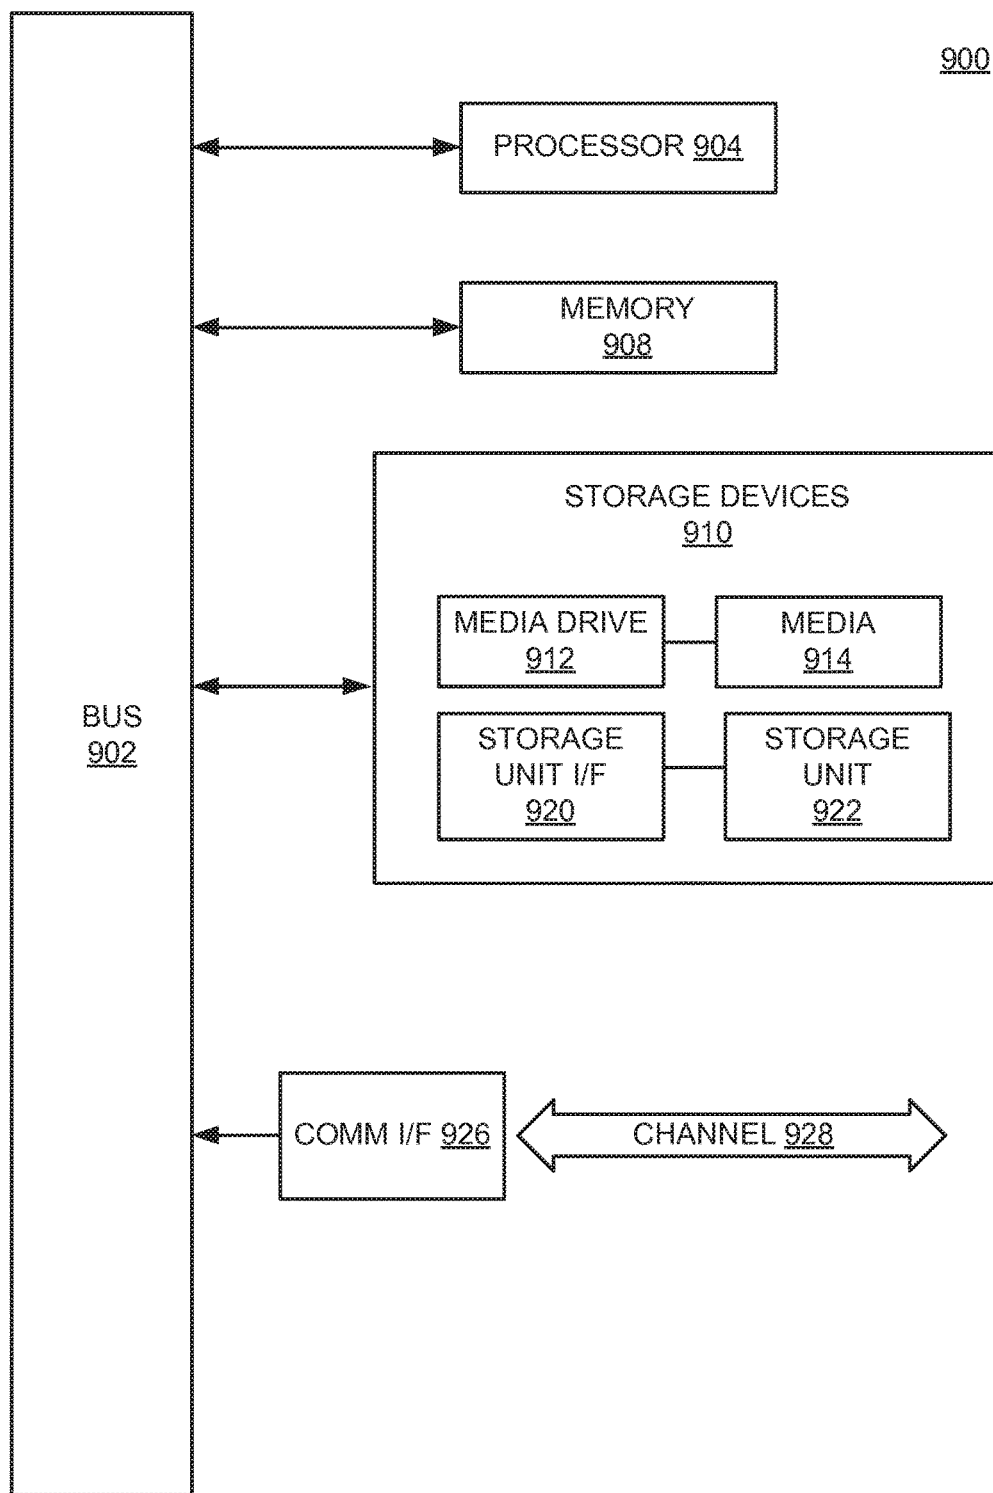 900
PROCESSOR 904
MEMORY
908
STORAGE DEVICES
910
MEDIA DRIVE
912
MEDIA
914
BUS
902
STORAGE
UNIT I/F
920
STORAGE
UNIT
922
COMM I/F 926
CHANNEL 928